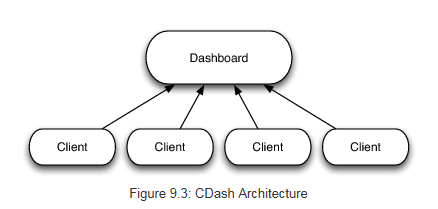 Dashboard
Client Client Client Client
Figure 9.3: CDash Architecture